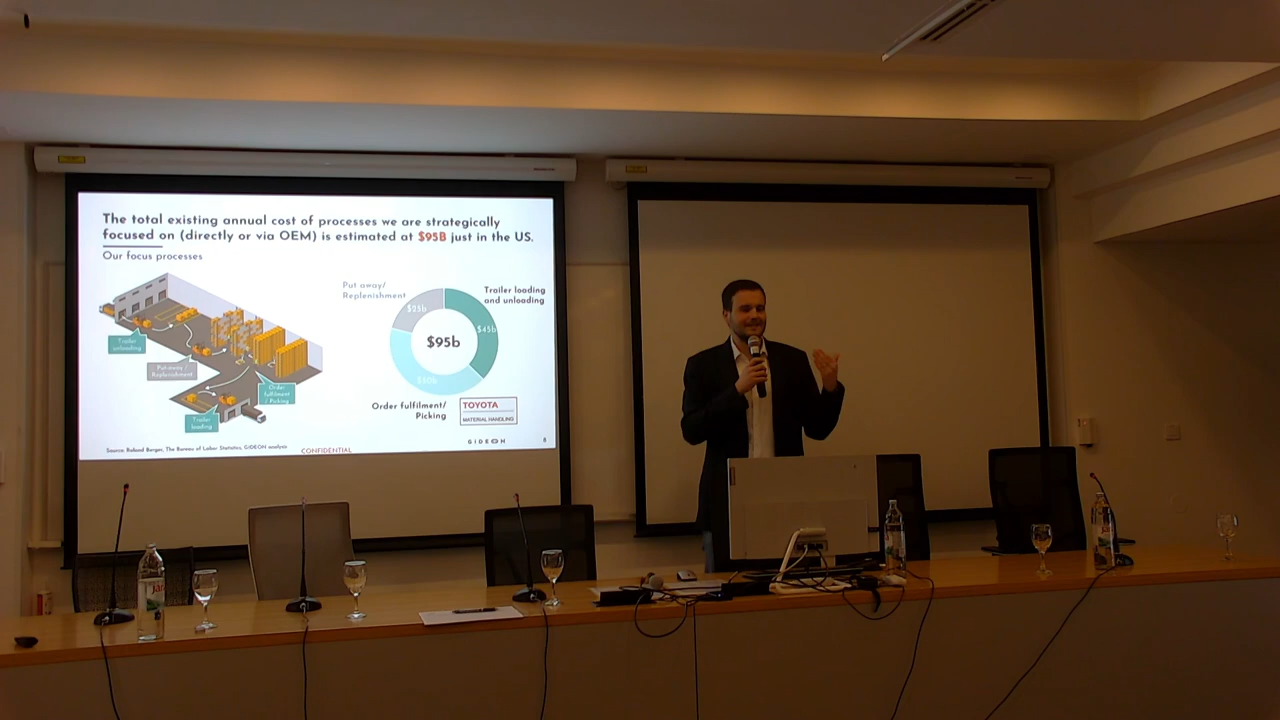 The total existing annual cost of processes we are strategically
focused on (directly or via OEM) is estimated at $95B just in the US.
Our focus processes
Trailer
unloading
Put-away /
Replenishment
Order
fulfilment
/ Picking
Trailer
loading
Put away/
Replenishment
Trailer loading
and unloading
$25b
$45b
$95b
Order fulfilment/
Picking
TOYOTA
MATERIAL HANDLING
Source: Roland Berger, The Bureau of Labor Statistics, GIDEON analysis
CONFIDENTIAL
GIDEON
Jana